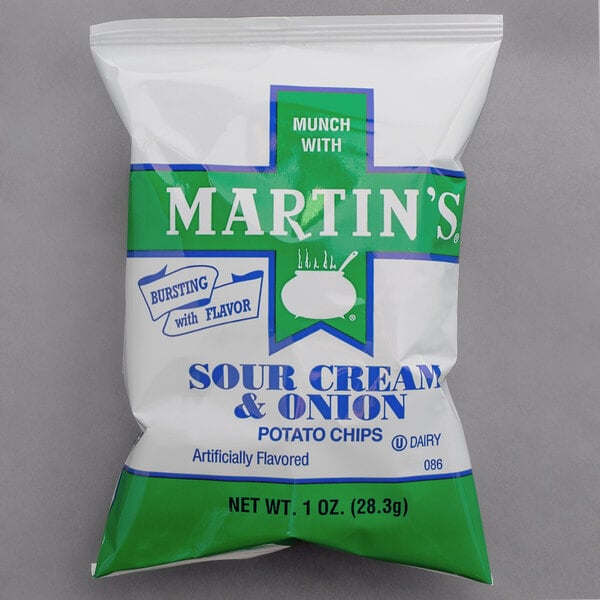 MUNCH
WITH
MARTIN'S®
®
BURSTING
with FLAVOR
SOUR CREAM
& ONION
POTATO CHIPS
Ⓤ DAIRY
Artificially Flavored
086
NET WT. 1 OZ. (28.3g)